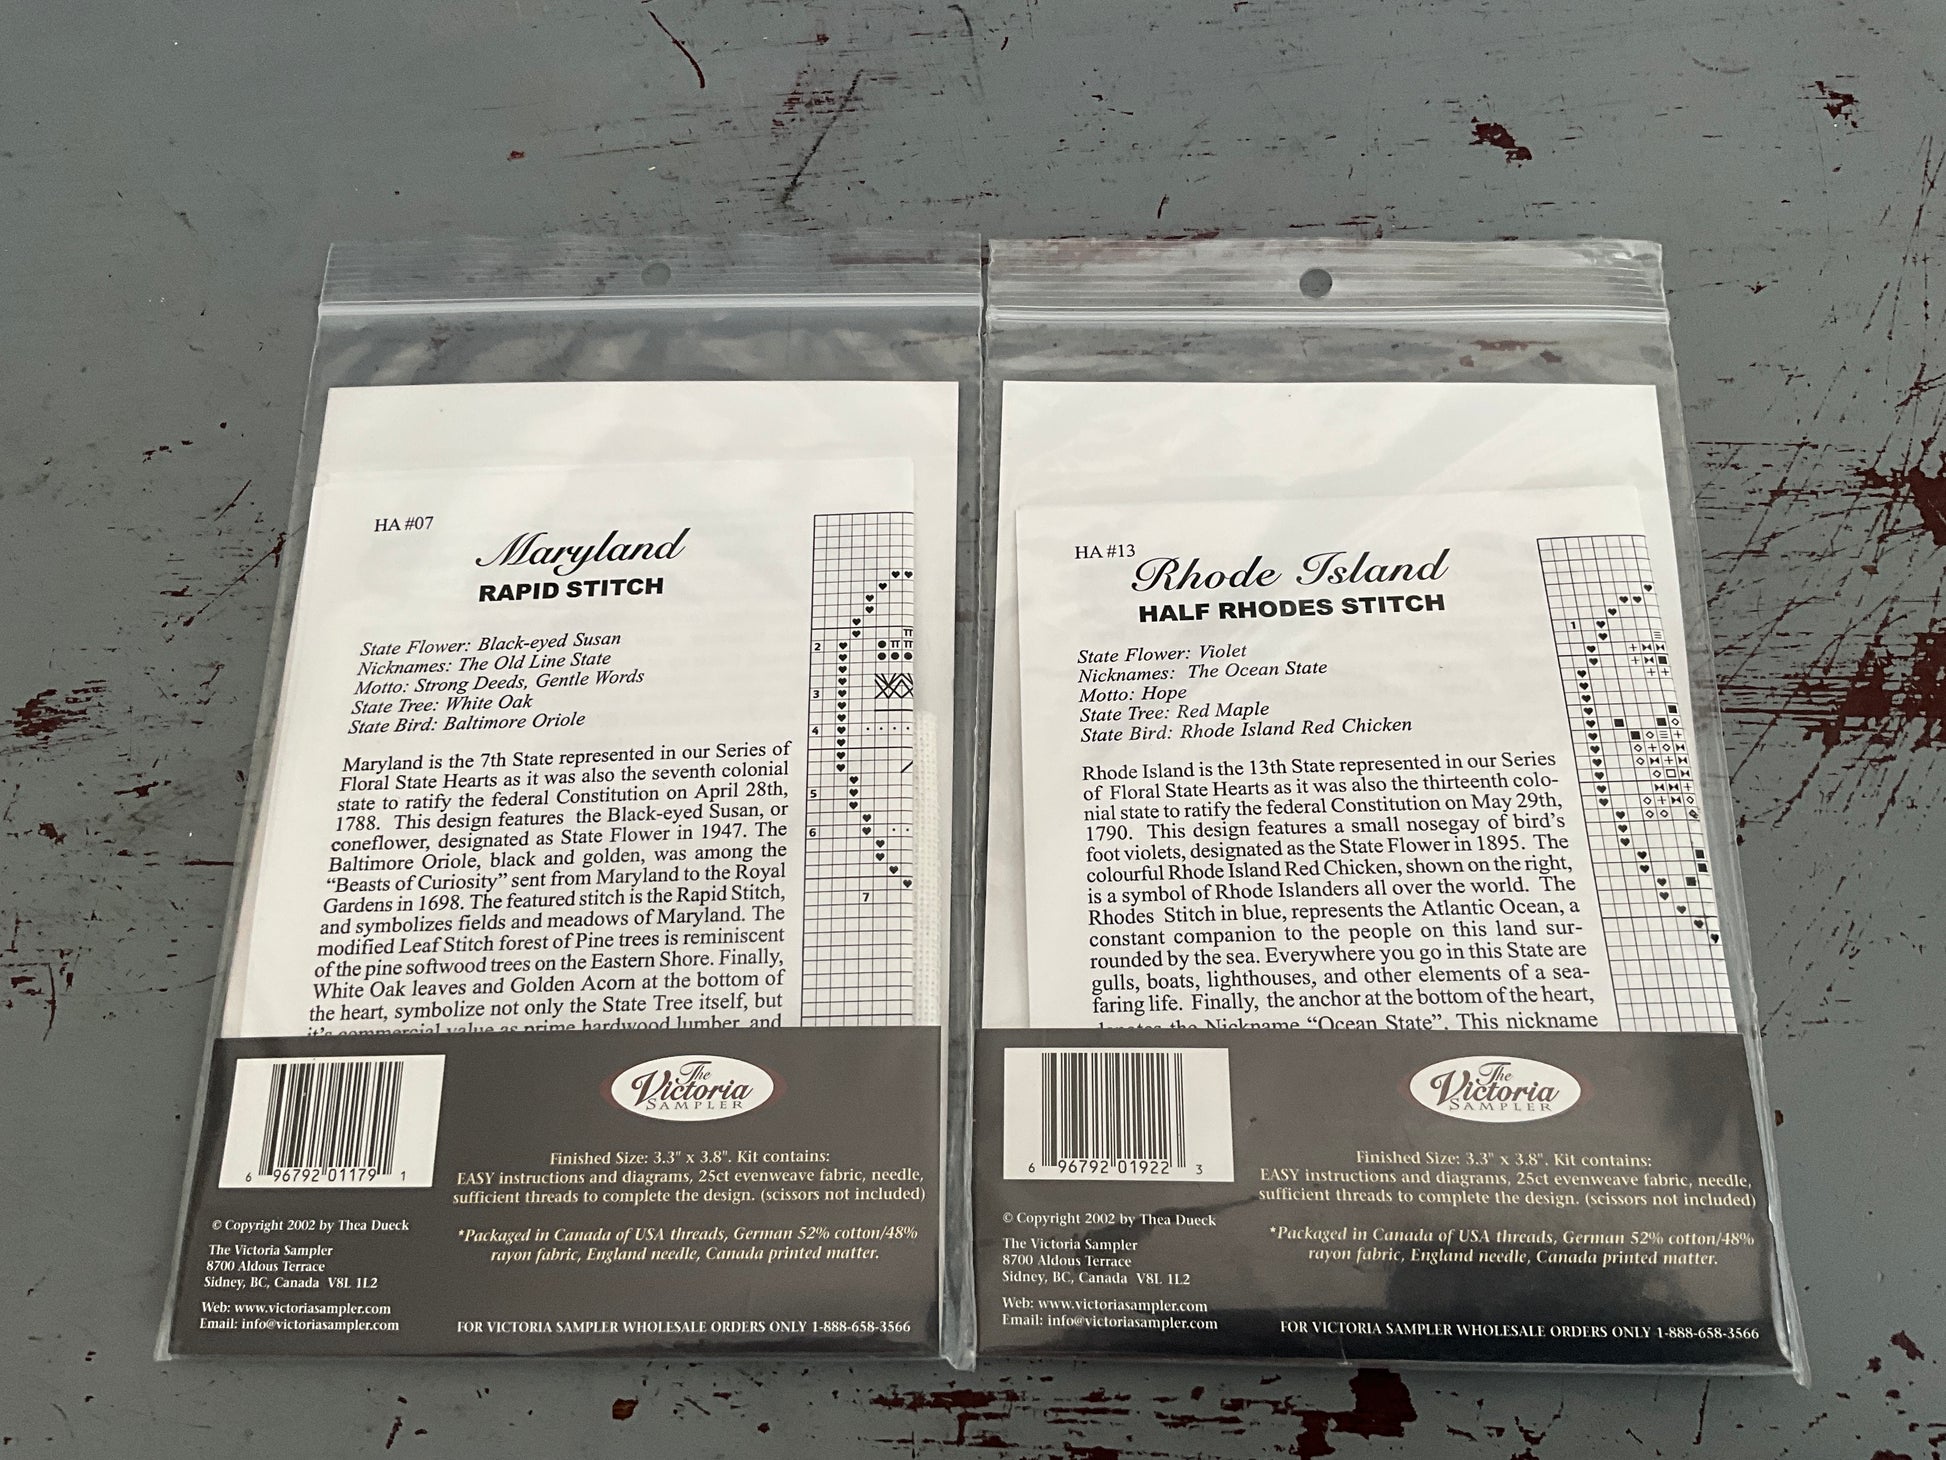 HA #07
Maryland
RAPID STITCH
State Flower: Black-eyed Susan
Nicknames: The Old Line State
Motto: Strong Deeds, Gentle Words
State Tree: White Oak
State Bird: Baltimore Oriole
Maryland is the 7th State represented in our Series of
Floral State Hearts as it was also the seventh colonial
state to ratify the federal Constitution on April 28th,
1788. This design features the Black-eyed Susan, or
coneflower, designated as State Flower in 1947. The
Baltimore Oriole, black and golden, was among the
“Beasts of Curiosity” sent from Maryland to the Royal
Gardens in 1698. The featured stitch is the Rapid Stitch,
and symbolizes fields and meadows of Maryland. The
modified Leaf Stitch forest of Pine trees is reminiscent
of the pine softwood trees on the Eastern Shore. Finally,
White Oak leaves and Golden Acorn at the bottom of
the heart, symbolize not only the State Tree itself, but
it's commercial value as prime hardwood lumber, and
2
3
4
5
6
7
6 96792 01179 1
The
Victoria
SAMPLER
Finished Size: 3.3" x 3.8". Kit contains:
EASY instructions and diagrams, 25ct evenweave fabric, needle,
sufficient threads to complete the design. (scissors not included)
*Packaged in Canada of USA threads, German 52% cotton/48%
rayon fabric, England needle, Canada printed matter.
© Copyright 2002 by Thea Dueck
The Victoria Sampler
8700 Aldous Terrace
Sidney, BC, Canada V8L 1L2
Web: www.victoriasampler.com
Email: info@victoriasampler.com
FOR VICTORIA SAMPLER WHOLESALE ORDERS ONLY 1-888-658-3566
HA #13
Rhode Island
HALF RHODES STITCH
State Flower: Violet
Nicknames: The Ocean State
Motto: Hope
State Tree: Red Maple
State Bird: Rhode Island Red Chicken
Rhode Island is the 13th State represented in our Series
of Floral State Hearts as it was also the thirteenth colo-
nial state to ratify the federal Constitution on May 29th,
1790. This design features a small nosegay of bird's
foot violets, designated as the State Flower in 1895. The
colourful Rhode Island Red Chicken, shown on the right,
is a symbol of Rhode Islanders all over the world. The
Rhodes Stitch in blue, represents the Atlantic Ocean, a
constant companion to the people on this land sur-
rounded by the sea. Everywhere you go in this State are
gulls, boats, lighthouses, and other elements of a sea-
faring life. Finally, the anchor at the bottom of the heart,
denotes the Nickname “Ocean State”. This nickname
1
6 96792 01922 3
The
Victoria
SAMPLER
Finished Size: 3.3" x 3.8". Kit contains:
EASY instructions and diagrams, 25ct evenweave fabric, needle,
sufficient threads to complete the design. (scissors not included)
*Packaged in Canada of USA threads, German 52% cotton/48%
rayon fabric, England needle, Canada printed matter.
© Copyright 2002 by Thea Dueck
The Victoria Sampler
8700 Aldous Terrace
Sidney, BC, Canada V8L 1L2
Web: www.victoriasampler.com
Email: info@victoriasampler.com
FOR VICTORIA SAMPLER WHOLESALE ORDERS ONLY 1-888-658-3566